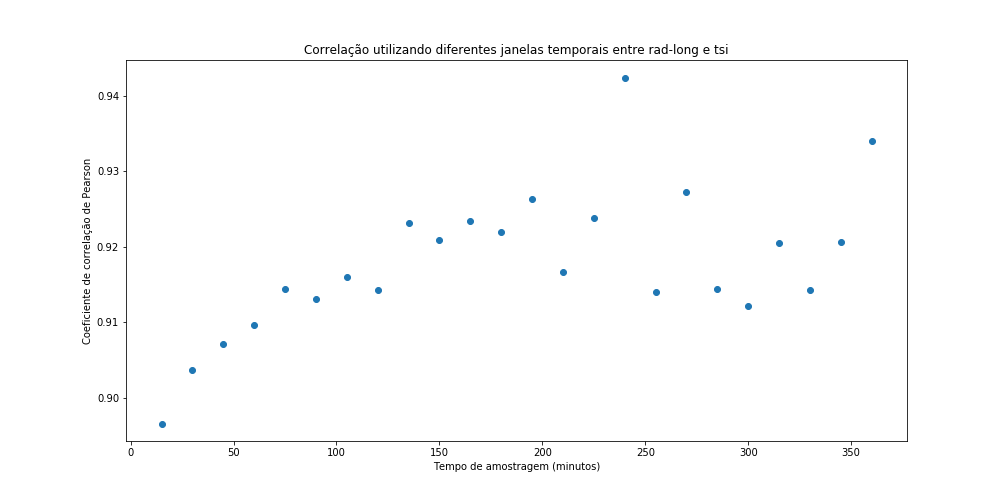 Correlação utilizando diferentes janelas temporais entre rad-long e tsi
Coeficiente de correlação de Pearson
0.94
0.93
0.92
0.91
0.90
0 50 100 150 200 250 300 350
Tempo de amostragem (minutos)